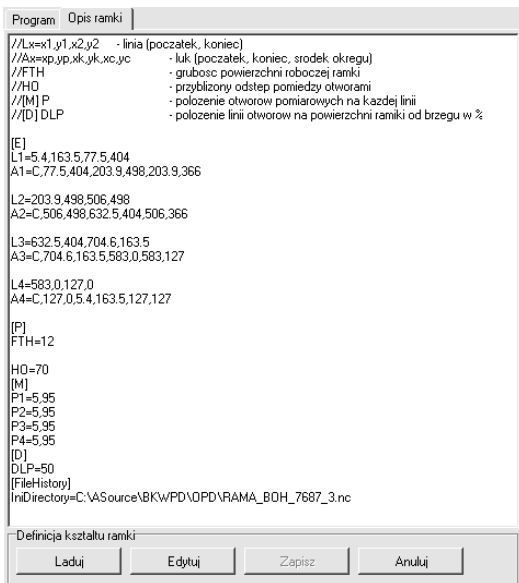 Program Opis ramki
//Lx=x1,y1,x2,y2 - linia (poczatek, koniec)
//Ax=xp,yp,xk,yk,xc,yc - luk (poczatek, koniec, srodek okregu)
//FTH - grubosc powierzchni roboczej ramki
//HO - przyblizony odstep pomiedzy otworami
//[M] P - polozenie otworow pomiarowych na kazdej linii
//[D] DLP - polozenie linii otworow na powierzchni ramiki od brzegu w %
[E]
L1=5.4,163.5,77.5,404
A1=C,77.5,404,203.9,498,203.9,366
L2=203.9,498,506,498
A2=C,506,498,632.5,404,506,366
L3=632.5,404,704.6,163.5
A3=C,704.6,163.5,583,0,583,127
L4=583,0,127,0
A4=C,127,0,5.4,163.5,127,127
[P]
FTH=12
HO=70
[M]
P1=5,95
P2=5,95
P3=5,95
P4=5,95
[D]
DLP=50
[FileHistory]
IniDirectory=C:\ASource\BKWPD\OPD\RAMA_BOH_7687_3.nc
Definicja ksztaltu ramki
Laduj Edytuj Zapisz Anuluj